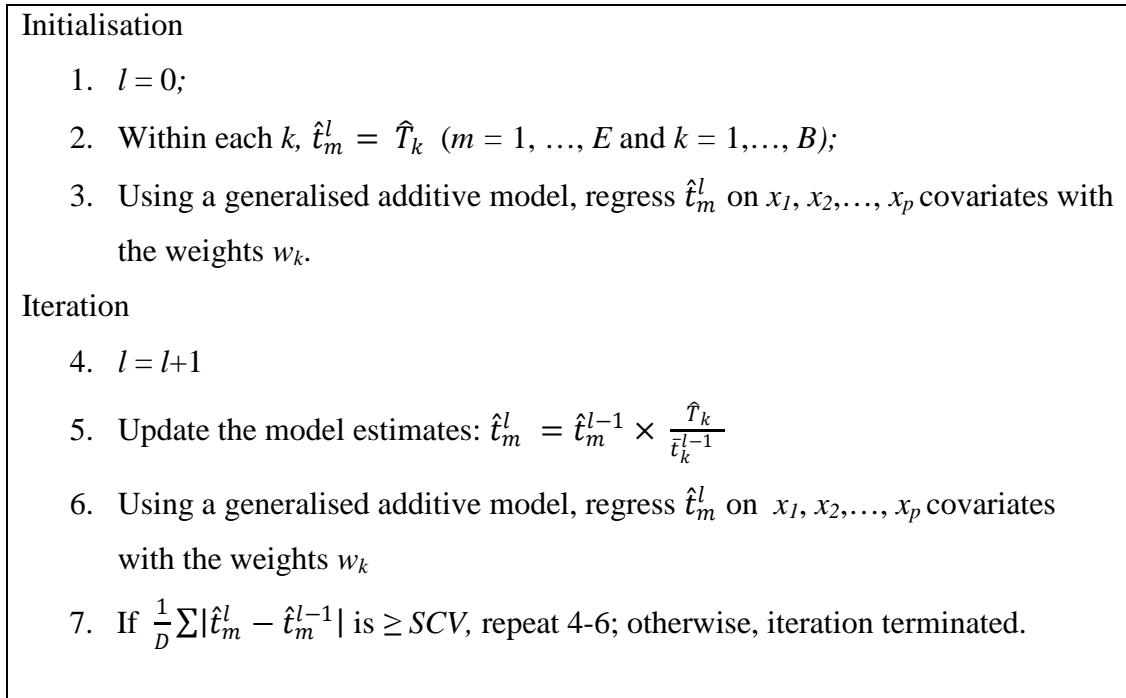 Initialisation
1. l = 0;
2. Within each k, t̂ₘˡ = T̂ₖ (m = 1, …, E and k = 1,…, B);
3. Using a generalised additive model, regress t̂ₘˡ on x₁, x₂,…, xₚ covariates with
the weights wₖ.
Iteration
4. l = l+1
5. Update the model estimates: t̂ₘˡ = t̂ₘˡ⁻¹ × T̂ₖ / t̄ₖˡ⁻¹
6. Using a generalised additive model, regress t̂ₘˡ on x₁, x₂,…, xₚ covariates
with the weights wₖ
7. If 1/D ∑|t̂ₘˡ − t̂ₘˡ⁻¹| is ≥ SCV, repeat 4-6; otherwise, iteration terminated.